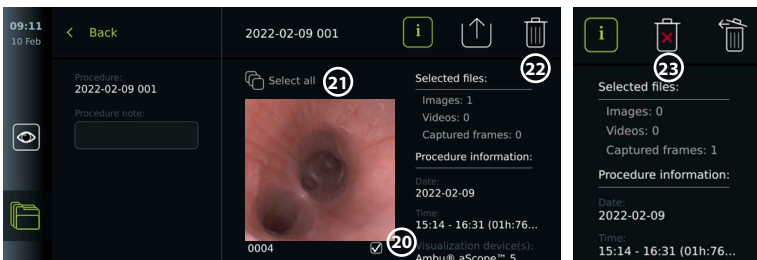 09:11
10 Feb
Back
2022-02-09 001
i
Procedure:
2022-02-09 001
Procedure note:
Select all
21
22
Selected files:
Images: 1
Videos: 0
Captured frames: 0
Procedure information:
Date:
2022-02-09
Time:
15:14 - 16:31 (01h:76...
Visualization device(s):
Ambu® aScope™ 5
0004
20
i
23
Selected files:
Images: 0
Videos: 0
Captured frames: 1
Procedure information:
Date:
2022-02-09
Time:
15:14 - 16:31 (01h:76...